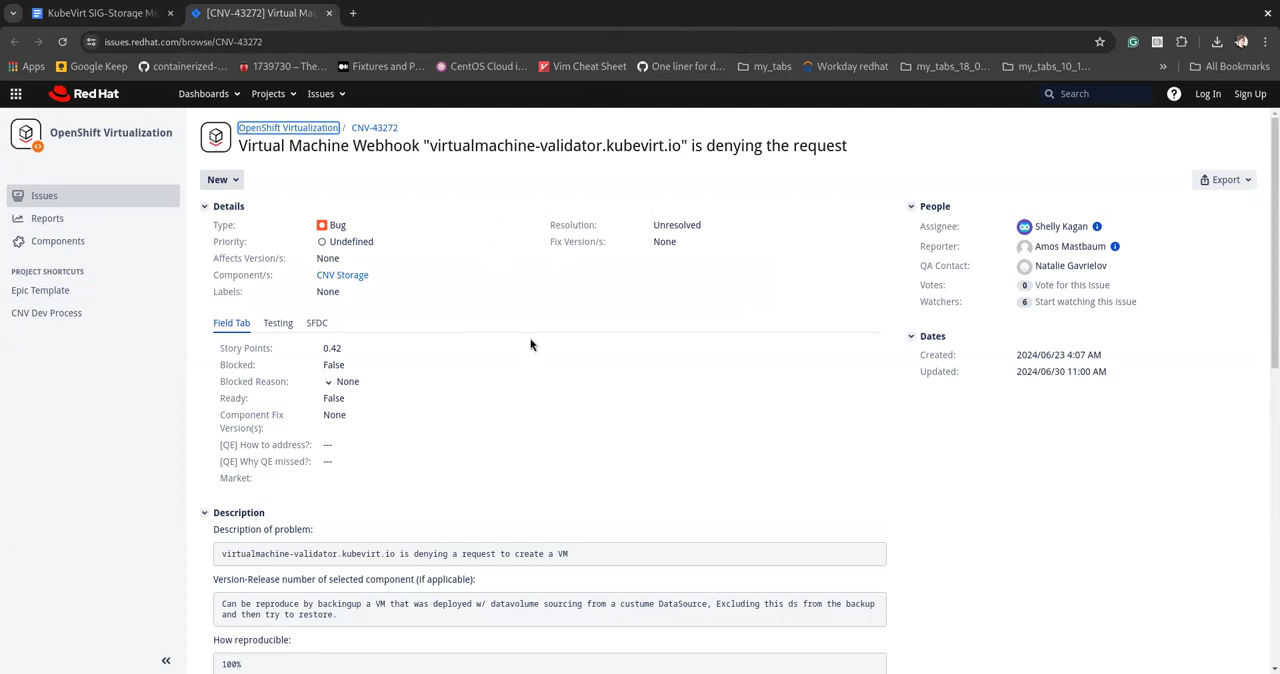 KubeVirt SIG-Storage Me
[CNV-43272] Virtual Mac
issues.redhat.com/browse/CNV-43272
Apps
Google Keep
containerized-...
1739730 – The...
Fixtures and P...
CentOS Cloud i...
Vim Cheat Sheet
One liner for d...
my_tabs
Workday redhat
my_tabs_18_0...
my_tabs_10_1...
»
All Bookmarks
Red Hat
Dashboards
Projects
Issues
Search
Log In
Sign Up
OpenShift Virtualization
Issues
Reports
Components
PROJECT SHORTCUTS
Epic Template
CNV Dev Process
«
OpenShift Virtualization / CNV-43272
Virtual Machine Webhook "virtualmachine-validator.kubevirt.io" is denying the request
New
Export
Details
Type: Bug
Resolution: Unresolved
Priority: Undefined
Fix Version/s: None
Affects Version/s: None
Component/s: CNV Storage
Labels: None
Field Tab Testing SFDC
Story Points: 0.42
Blocked: False
Blocked Reason: None
Ready: False
Component Fix None
Version(s):
[QE] How to address?: ---
[QE] Why QE missed?: ---
Market:
Description
Description of problem:
virtualmachine-validator.kubevirt.io is denying a request to create a VM
Version-Release number of selected component (if applicable):
Can be reproduce by backingup a VM that was deployed w/ datavolume sourcing from a custume DataSource, Excluding this ds from the backup
and then try to restore.
How reproducible:
100%
People
Assignee: Shelly Kagan
Reporter: Amos Mastbaum
QA Contact: Natalie Gavrielov
Votes: 0 Vote for this issue
Watchers: 6 Start watching this issue
Dates
Created: 2024/06/23 4:07 AM
Updated: 2024/06/30 11:00 AM